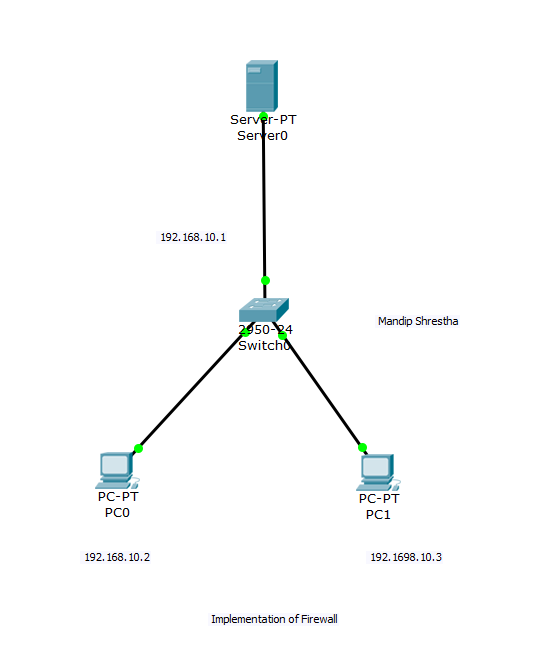 Server-PT
Server0
192.168.10.1
2950-24
Switch0
Mandip Shrestha
PC-PT
PC0
PC-PT
PC1
192.168.10.2
192.1698.10.3
Implementation of Firewall